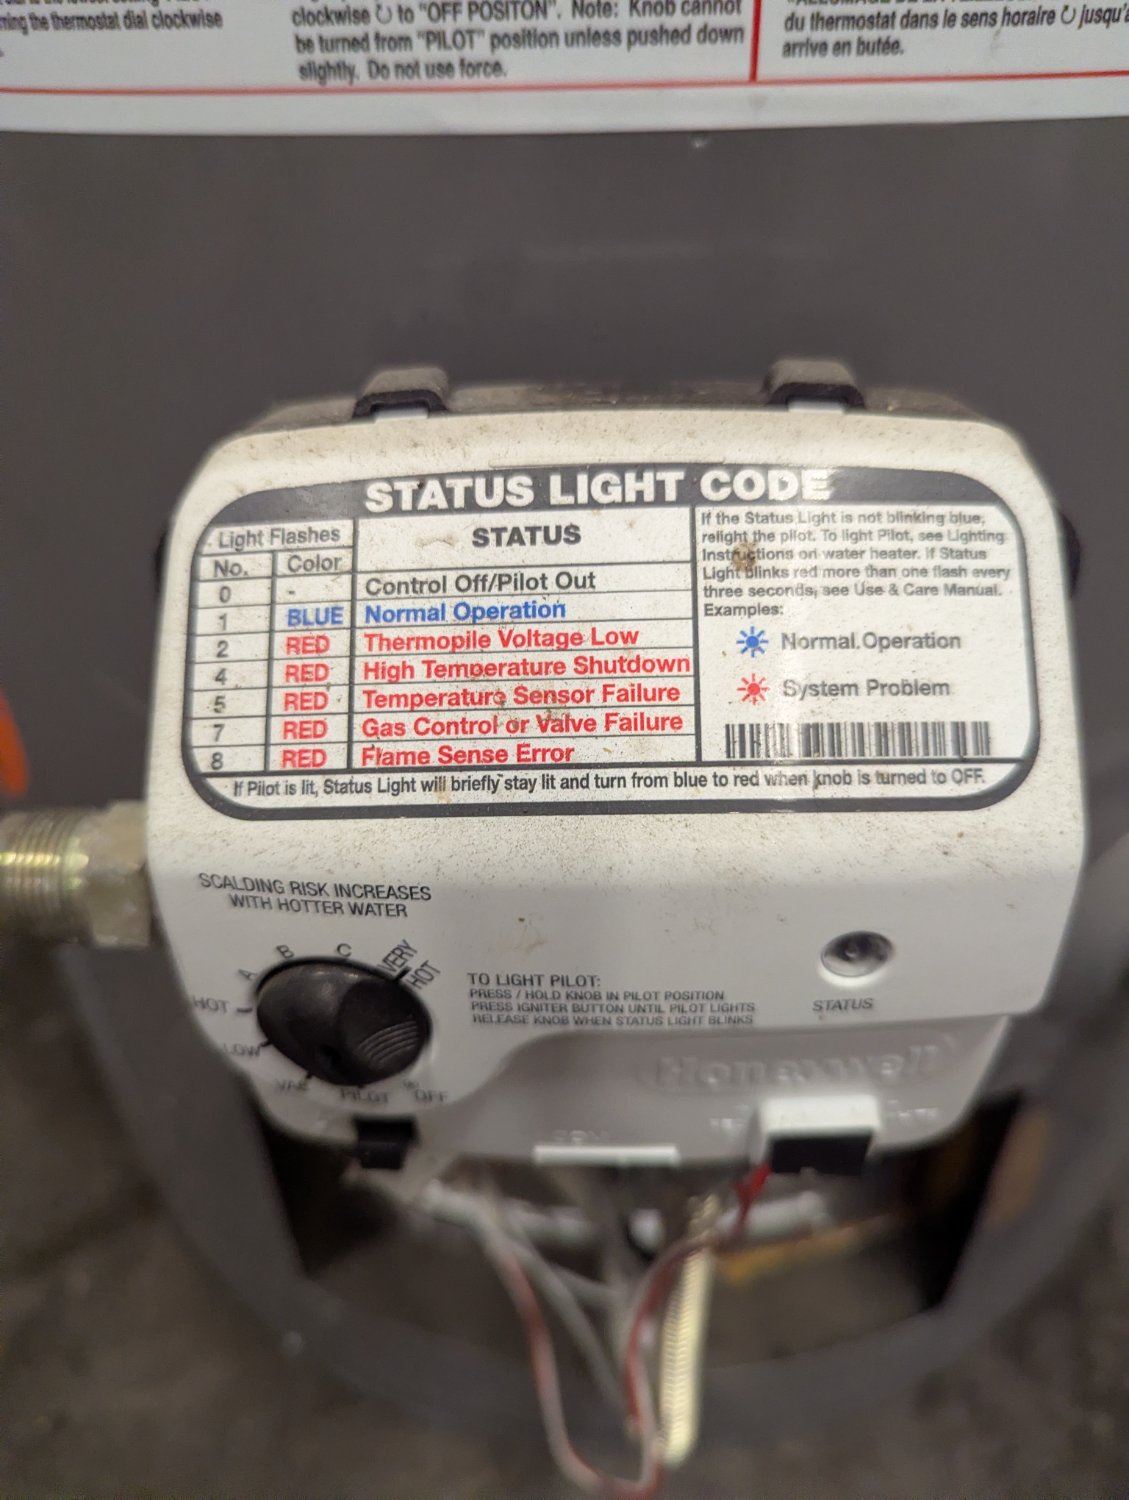 ning the thermostat dial clockwise
clockwise ↻ to "OFF POSITON". Note: Knob cannot
be turned from "PILOT" position unless pushed down
slightly. Do not use force.
du thermostat dans le sens horaire ↻ jusqu'à
arrive en butée.
STATUS LIGHT CODE
Light Flashes
STATUS
No. Color
0 - Control Off/Pilot Out
1 BLUE Normal Operation
2 RED Thermopile Voltage Low
4 RED High Temperature Shutdown
5 RED Temperature Sensor Failure
7 RED Gas Control or Valve Failure
8 RED Flame Sense Error
If the Status Light is not blinking blue,
relight the pilot. To light Pilot, see Lighting
Instructions on water heater. If Status
Light blinks red more than one flash every
three seconds, see Use & Care Manual.
Examples:
Normal Operation
System Problem
If Pilot is lit, Status Light will briefly stay lit and turn from blue to red when knob is turned to OFF.
SCALDING RISK INCREASES
WITH HOTTER WATER
VERY
HOT
C
B
A
HOT
LOW
VAC
PILOT
OFF
TO LIGHT PILOT:
PRESS / HOLD KNOB IN PILOT POSITION
PRESS IGNITER BUTTON UNTIL PILOT LIGHTS
RELEASE KNOB WHEN STATUS LIGHT BLINKS
STATUS
Honeywell